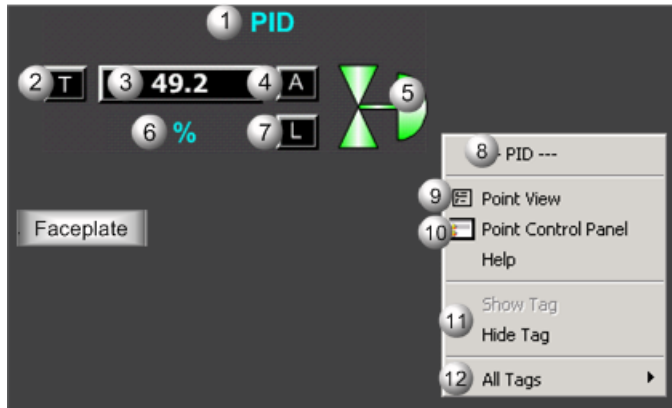 1 PID
2 T 3 49.2 4 A 5
6 % 7 L
8 - PID ---
9 Point View
Faceplate
10 Point Control Panel
Help
Show Tag
11
Hide Tag
12 All Tags